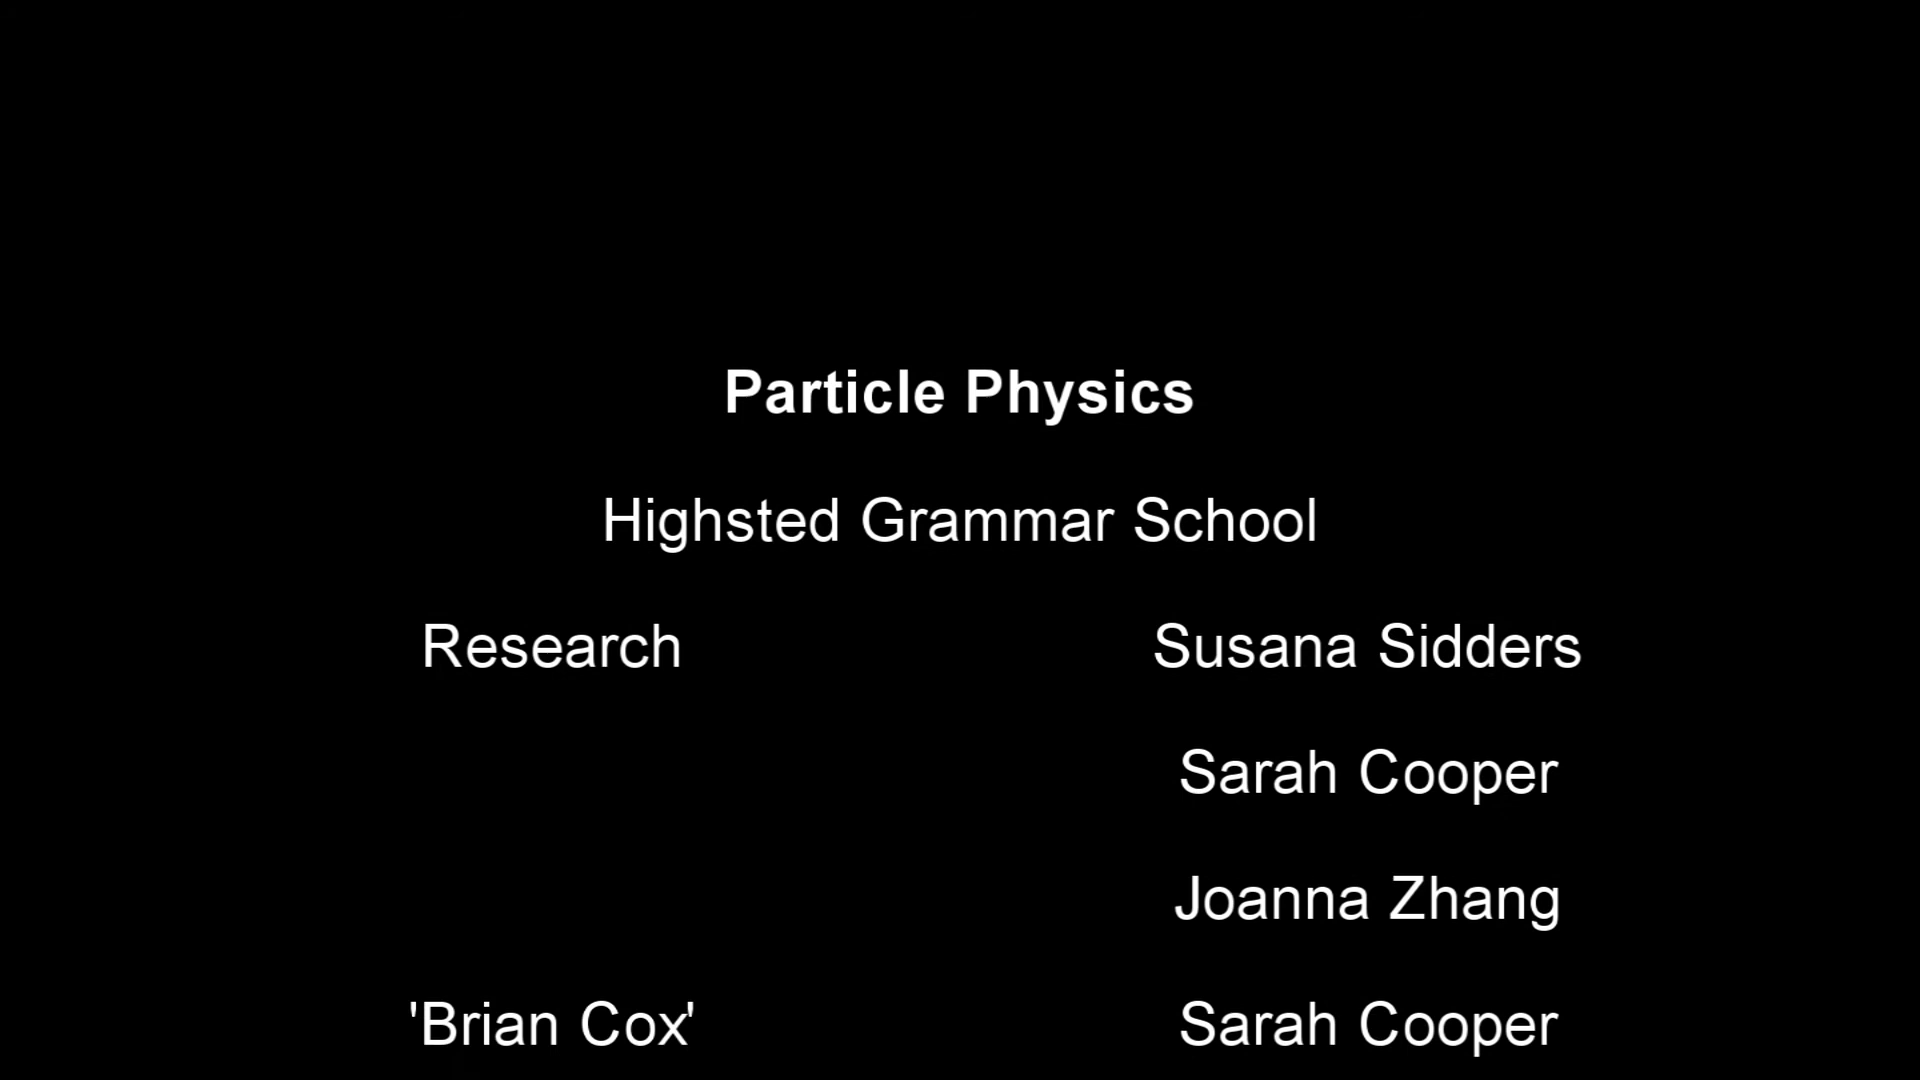 Particle Physics
Highsted Grammar School
Research Susana Sidders
Sarah Cooper
Joanna Zhang
'Brian Cox' Sarah Cooper